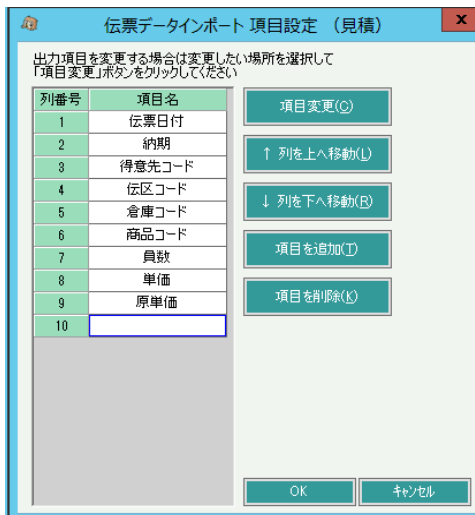 伝票データインポート 項目設定 （見積）
x
出力項目を変更する場合は変更したい場所を選択して
「項目変更」ボタンをクリックしてください
列番号 項目名
1 伝票日付
2 納期
3 得意先コード
4 伝区コード
5 倉庫コード
6 商品コード
7 員数
8 単価
9 原単価
10
項目変更(C)
↑ 列を上へ移動(L)
↓ 列を下へ移動(R)
項目を追加(T)
項目を削除(K)
OK キャンセル